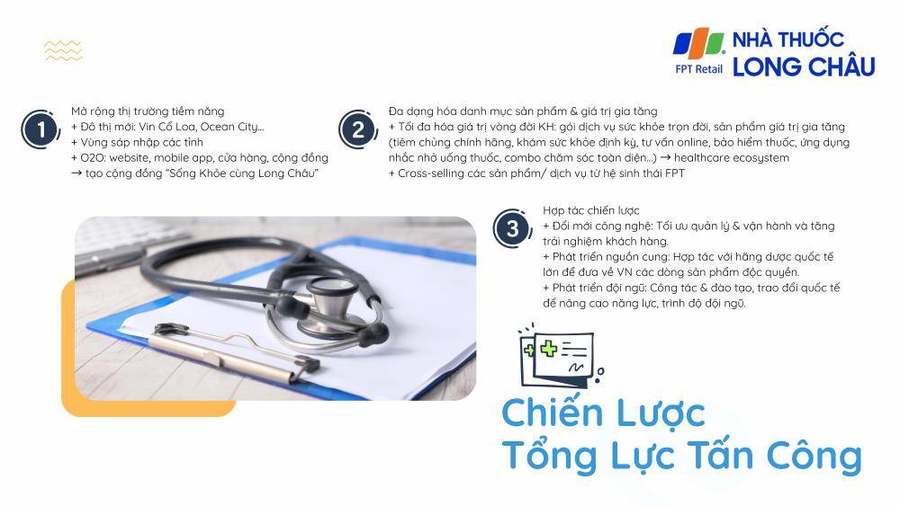 FPT Retail
NHÀ THUỐC
LONG CHÂU
1
Mở rộng thị trường tiềm năng
+ Đô thị mới: Vin Cổ Loa, Ocean City...
+ Vùng sáp nhập các tỉnh
+ O2O: website, mobile app, cửa hàng, cộng đồng
→ tạo cộng đồng “Sống Khỏe cùng Long Châu”
2
Đa dạng hóa danh mục sản phẩm & giá trị gia tăng
+ Tối đa hóa giá trị vòng đời KH: gói dịch vụ sức khỏe trọn đời, sản phẩm giá trị gia tăng
(tiêm chủng chính hãng, khám sức khỏe định kỳ, tư vấn online, bảo hiểm thuốc, ứng dụng
nhắc nhở uống thuốc, combo chăm sóc toàn diện...) → healthcare ecosystem
+ Cross-selling các sản phẩm/ dịch vụ từ hệ sinh thái FPT
3
Hợp tác chiến lược
+ Đổi mới công nghệ: Tối ưu quản lý & vận hành và tăng
trải nghiệm khách hàng.
+ Phát triển nguồn cung: Hợp tác với hãng dược quốc tế
lớn để đưa về VN các dòng sản phẩm độc quyền.
+ Phát triển đội ngũ: Công tác & đào tạo, trao đổi quốc tế
để nâng cao năng lực, trình độ đội ngũ.
Chiến Lược
Tổng Lực Tấn Công